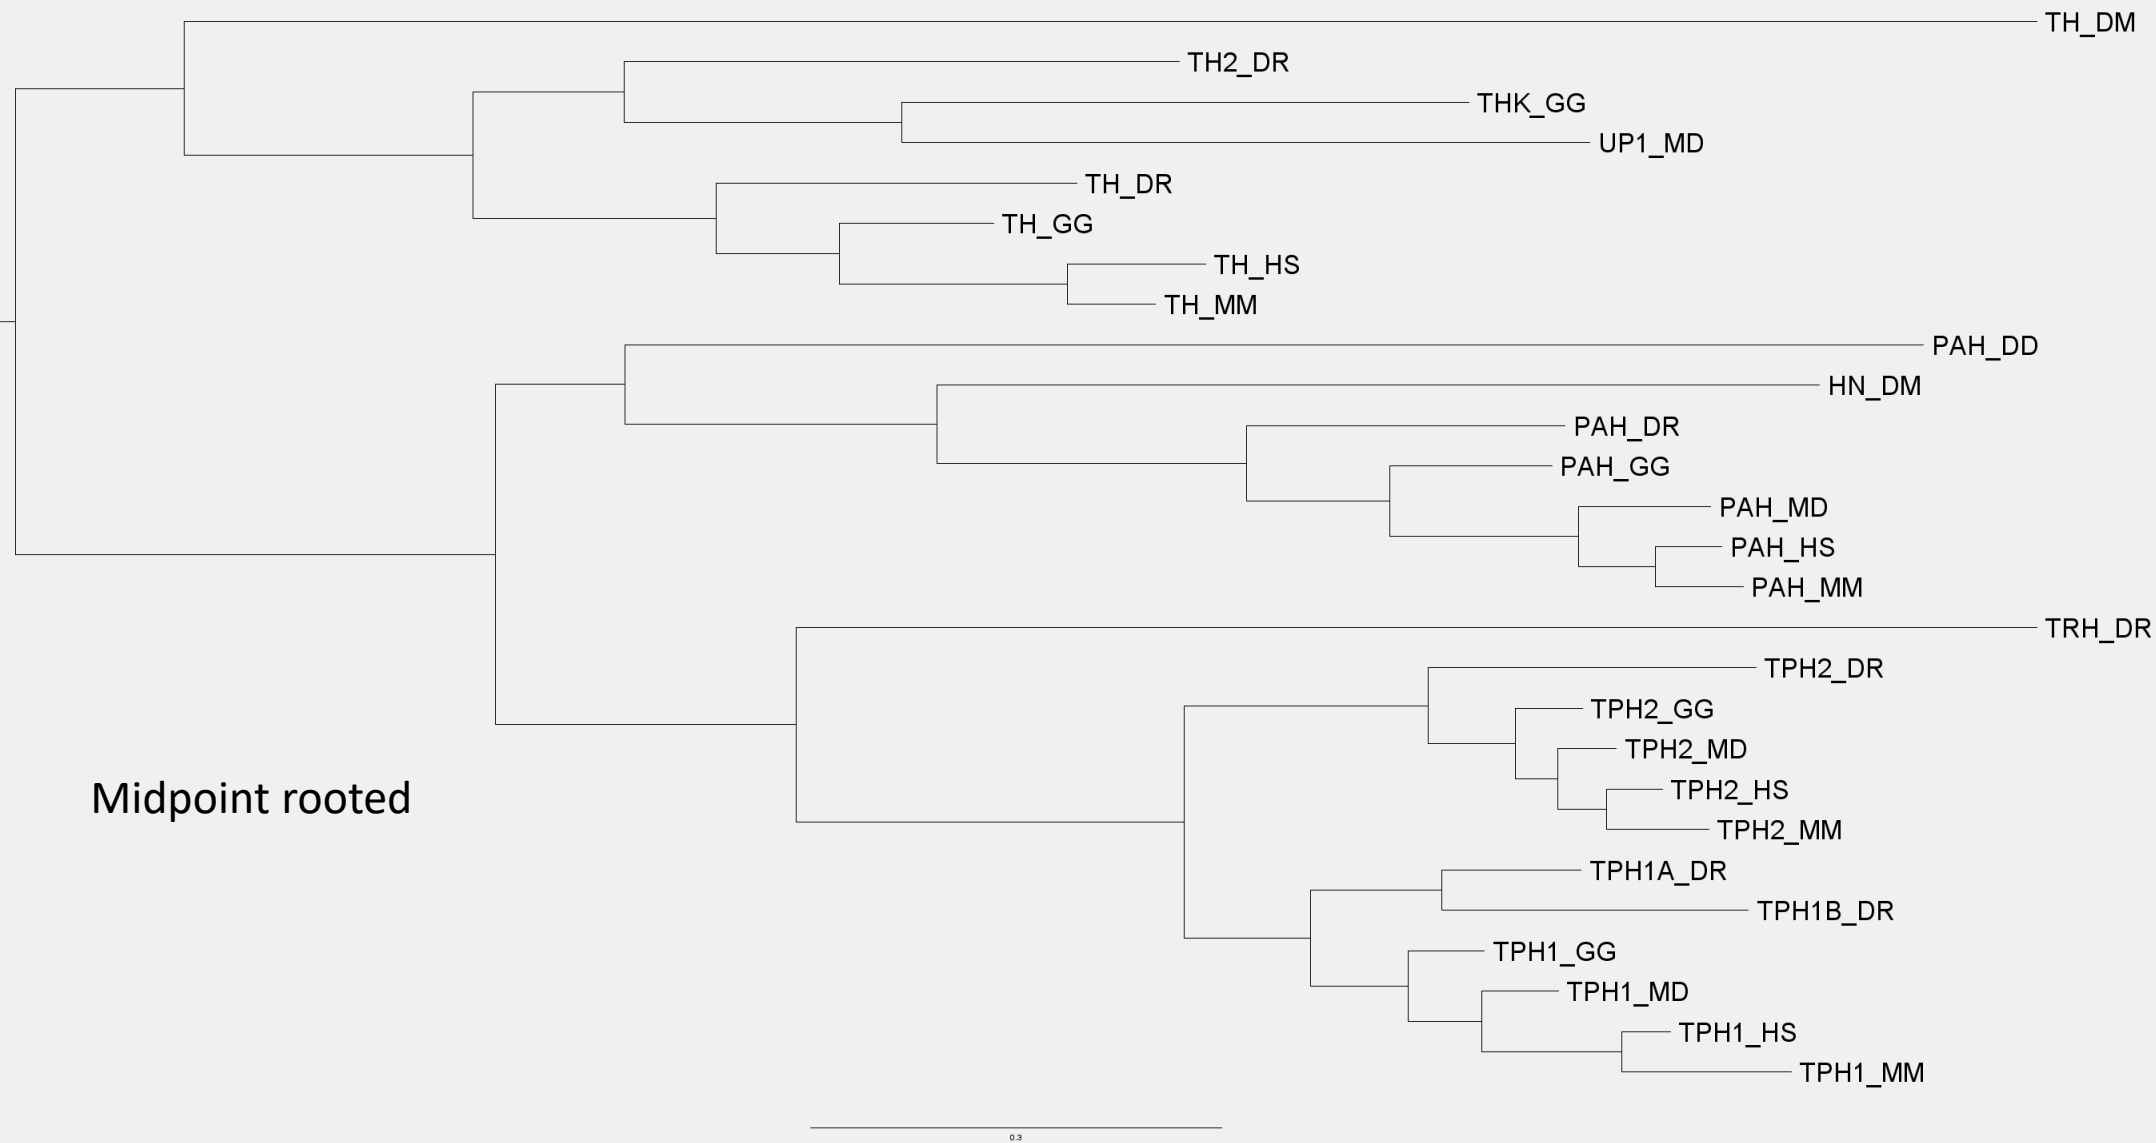 TH_DM
TH2_DR
THK_GG
UP1_MD
TH_DR
TH_GG
TH_HS
TH_MM
PAH_DD
HN_DM
PAH_DR
PAH_GG
PAH_MD
PAH_HS
PAH_MM
TRH_DR
TPH2_DR
TPH2_GG
TPH2_MD
TPH2_HS
Midpoint rooted
TPH2_MM
TPH1A_DR
TPH1B_DR
TPH1_GG
TPH1_MD
TPH1_HS
TPH1_MM
0.3